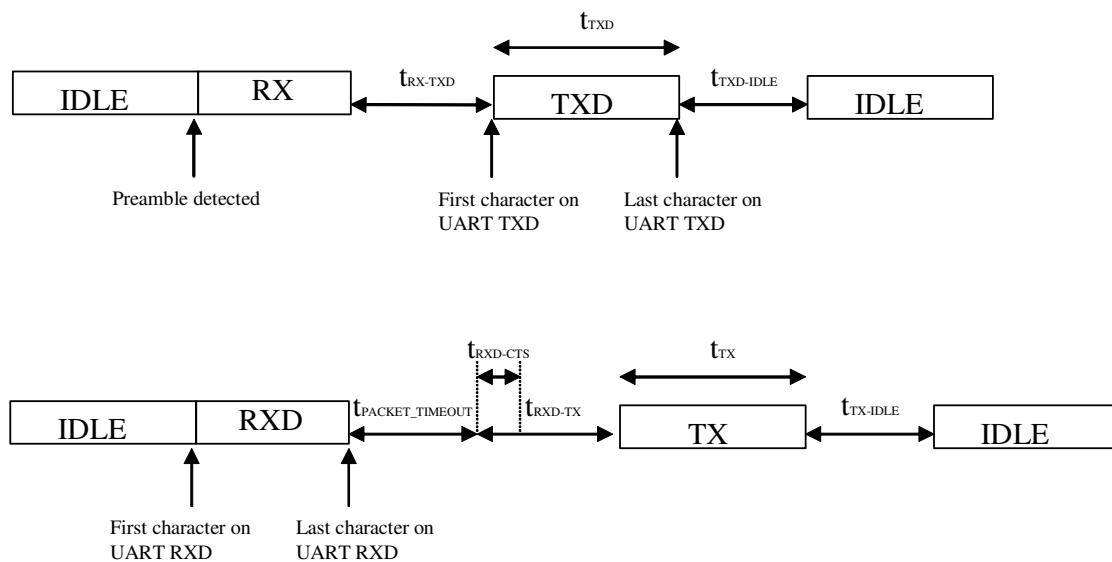 tTXD
IDLE
RX
tRX-TXD
TXD
tTXD-IDLE
IDLE
Preamble detected
First character on
UART TXD
Last character on
UART TXD
tRXD-CTS
tTX
IDLE
RXD
tPACKET_TIMEOUT
tRXD-TX
TX
tTX-IDLE
IDLE
First character on
UART RXD
Last character on
UART RXD